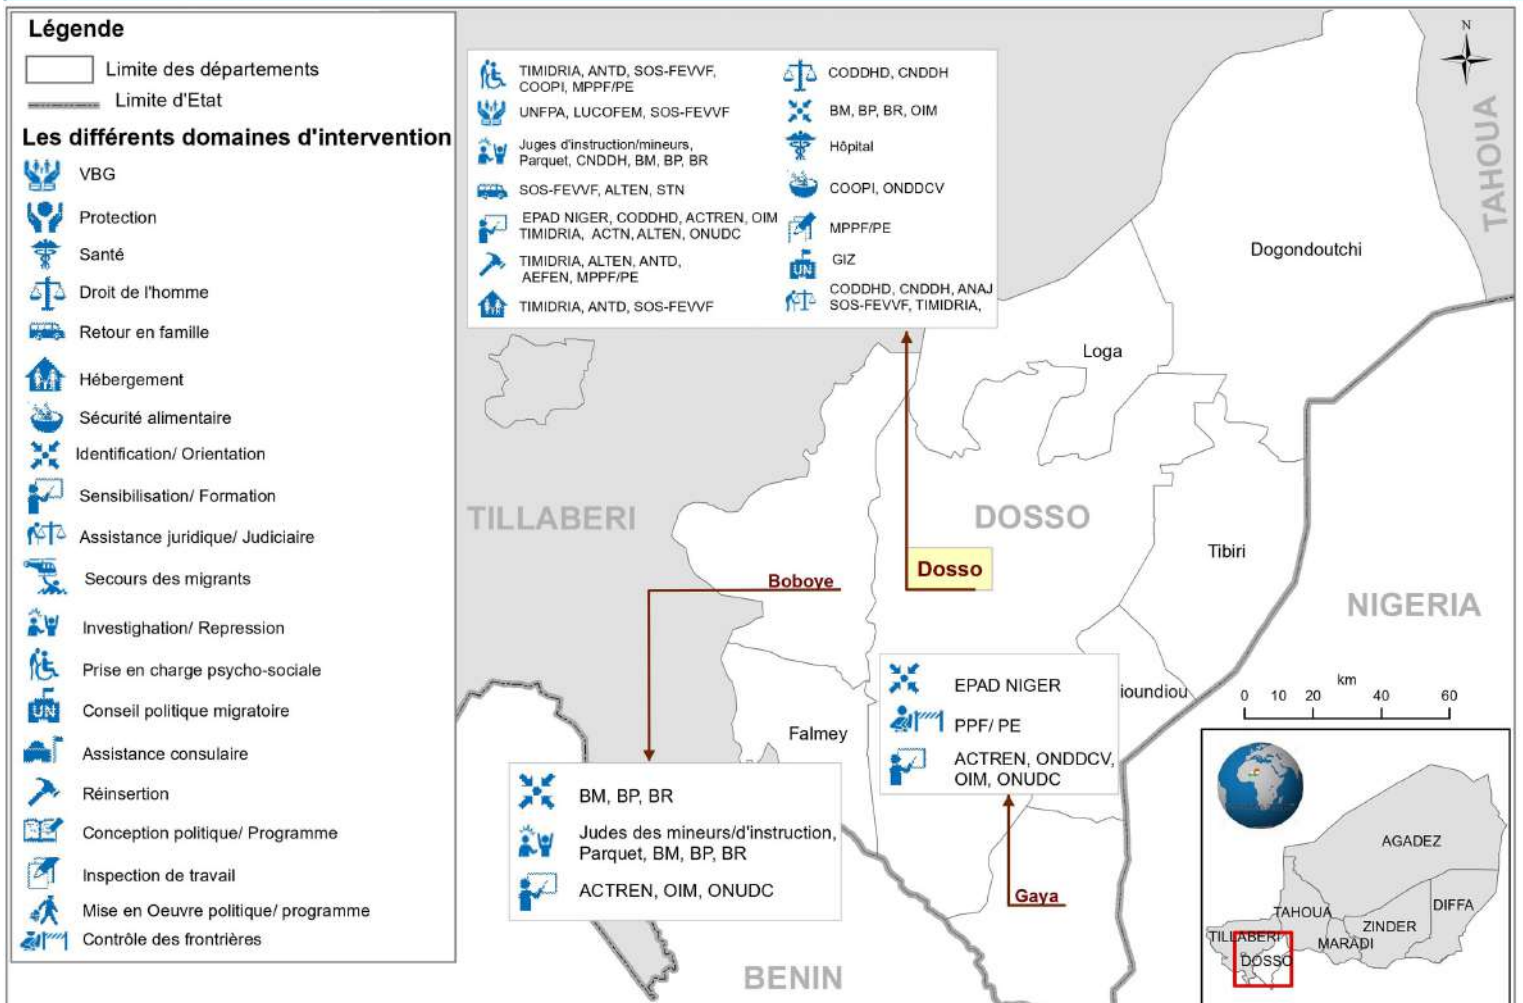 Légende
Limite des départements
Limite d'Etat
Les différents domaines d'intervention
VBG
Protection
Santé
Droit de l'homme
Retour en famille
Hébergement
Sécurité alimentaire
Identification/ Orientation
Sensibilisation/ Formation
Assistance juridique/ Judiciaire
Secours des migrants
Investighation/ Repression
Prise en charge psycho-sociale
Conseil politique migratoire
Assistance consulaire
Réinsertion
Conception politique/ Programme
Inspection de travail
Mise en Oeuvre politique/ programme
Contrôle des frontrières
UN
TIMIDRIA, ANTD, SOS-FEVVF,
COOPI, MPPF/PE
UNFPA, LUCOFEM, SOS-FEVVF
Juges d'instruction/mineurs,
Parquet, CNDDH, BM, BP, BR
SOS-FEVVF, ALTEN, STN
EPAD NIGER, CODDHD, ACTREN, OIM
TIMIDRIA, ACTN, ALTEN, ONUDC
TIMIDRIA, ALTEN, ANTD,
AEFEN, MPPF/PE
TIMIDRIA, ANTD, SOS-FEVVF
CODDHD, CNDDH
BM, BP, BR, OIM
Hôpital
COOPI, ONDDCV
MPPF/PE
UN
GIZ
CODDHD, CNDDH, ANAJ
SOS-FEVVF, TIMIDRIA,
N
TAHOUA
Dogondoutchi
Loga
TILLABERI
DOSSO
Tibiri
Dosso
Boboye
NIGERIA
EPAD NIGER
PPF/ PE
ACTREN, ONDDCV,
OIM, ONUDC
ioundiou
Falmey
BM, BP, BR
Judes des mineurs/d'instruction,
Parquet, BM, BP, BR
ACTREN, OIM, ONUDC
Gaya
BENIN
km
0 10 20 40 60
AGADEZ
TAHOUA
DIFFA
ZINDER
TILLABERI
MARADI
DOSSO